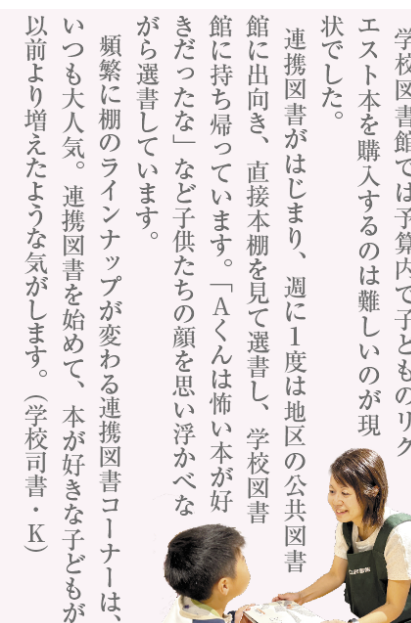 学校図書館では予算内で子どものリク
エスト本を購入するのは難しいのが現
状でした。
連携図書がはじまり、週に1度は地区の公共図書
館に出向き、直接本棚を見て選書し、学校図書
館に持ち帰っています。「Aくんは怖い本が好
きだったな」など子供たちの顔を思い浮かべな
がら選書しています。
頻繁に棚のラインナップが変わる連携図書コーナーは、
いつも大人気。連携図書を始めて、本が好きな子どもが
以前より増えたような気がします。（学校司書・K）